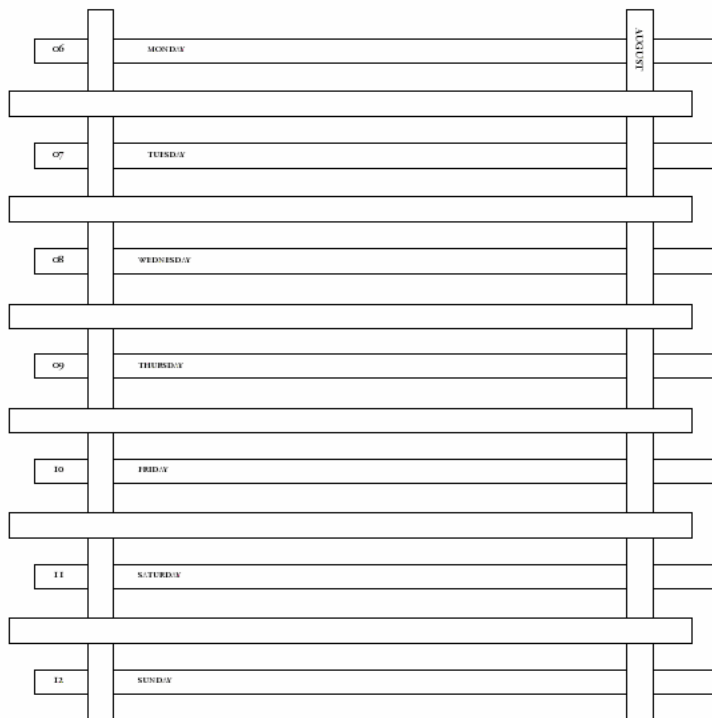 06 MONDAY
AUGUST
07 TUESDAY
08 WEDNESDAY
09 THURSDAY
10 FRIDAY
11 SATURDAY
12 SUNDAY